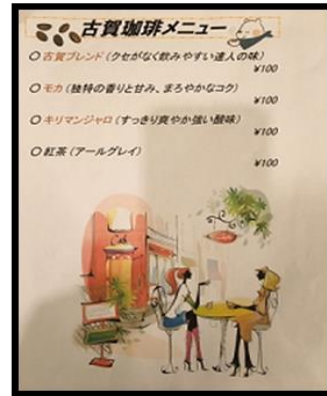 古賀珈琲メニュー
○ 古賀ブレンド (クセがなく飲みやすい達人の味)
¥100
○ モカ (独特の香りと甘み、まろやかなコク)
¥100
○ キリマンジャロ (すっきり爽やか強い酸味)
¥100
○ 紅茶 (アールグレイ)
¥100